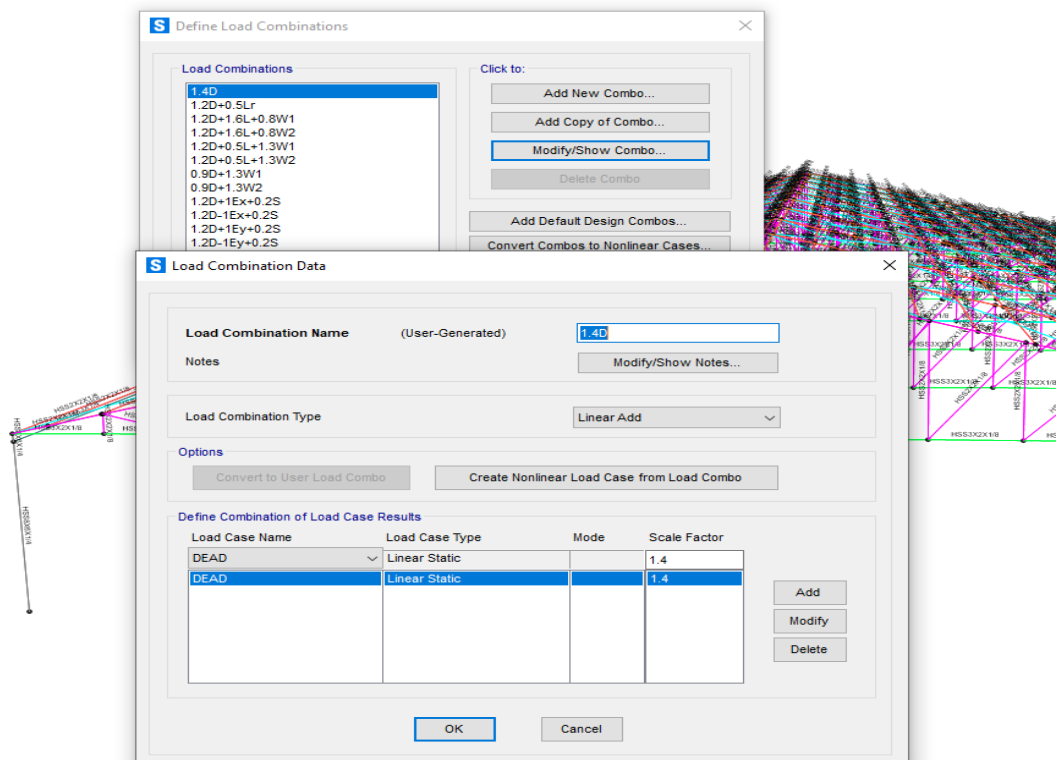 S Define Load Combinations
Load Combinations
Click to:
1.4D
1.2D+0.5Lr
1.2D+1.6L+0.8W1
1.2D+1.6L+0.8W2
1.2D+0.5L+1.3W1
1.2D+0.5L+1.3W2
0.9D+1.3W1
0.9D+1.3W2
1.2D+1Ex+0.2S
1.2D-1Ex+0.2S
1.2D+1Ey+0.2S
1.2D-1Ey+0.2S
Add New Combo...
Add Copy of Combo...
Modify/Show Combo...
Delete Combo
Add Default Design Combos...
Convert Combos to Nonlinear Cases...
S Load Combination Data
Load Combination Name (User-Generated) 1.4D
Notes Modify/Show Notes...
Load Combination Type Linear Add
Options
Convert to User Load Combo Create Nonlinear Load Case from Load Combo
Define Combination of Load Case Results
Load Case Name Load Case Type Mode Scale Factor
DEAD Linear Static 1.4
DEAD Linear Static 1.4
Add
Modify
Delete
OK Cancel
HSS2X2X1/8
HSS3X2X1/8
HSS3X2X1/8
HSS3X2X1/8